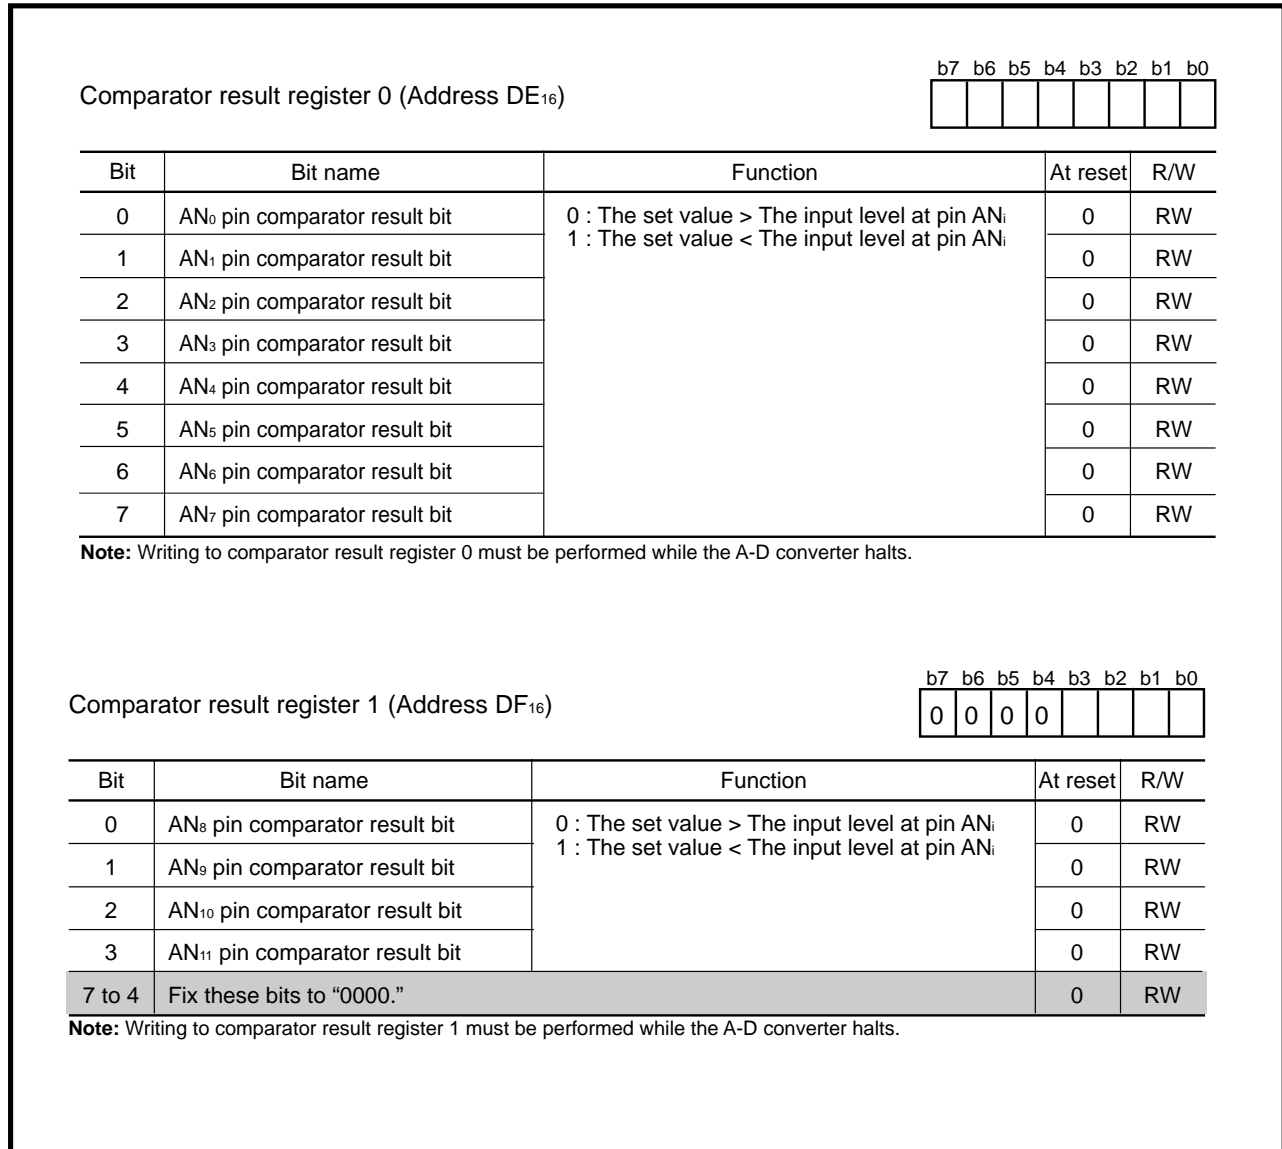 b7 b6 b5 b4 b3 b2 b1 b0
Comparator result register 0 (Address DE16)
Bit Bit name Function At reset R/W
0 AN0 pin comparator result bit 0 : The set value > The input level at pin ANi 0 RW
1 : The set value < The input level at pin ANi
1 AN1 pin comparator result bit 0 RW
2 AN2 pin comparator result bit 0 RW
3 AN3 pin comparator result bit 0 RW
4 AN4 pin comparator result bit 0 RW
5 AN5 pin comparator result bit 0 RW
6 AN6 pin comparator result bit 0 RW
7 AN7 pin comparator result bit 0 RW
Note: Writing to comparator result register 0 must be performed while the A-D converter halts.
b7 b6 b5 b4 b3 b2 b1 b0
Comparator result register 1 (Address DF16) 0 0 0 0
Bit Bit name Function At reset R/W
0 AN8 pin comparator result bit 0 : The set value > The input level at pin ANi 0 RW
1 : The set value < The input level at pin ANi
1 AN9 pin comparator result bit 0 RW
2 AN10 pin comparator result bit 0 RW
3 AN11 pin comparator result bit 0 RW
7 to 4 Fix these bits to “0000.” 0 RW
Note: Writing to comparator result register 1 must be performed while the A-D converter halts.